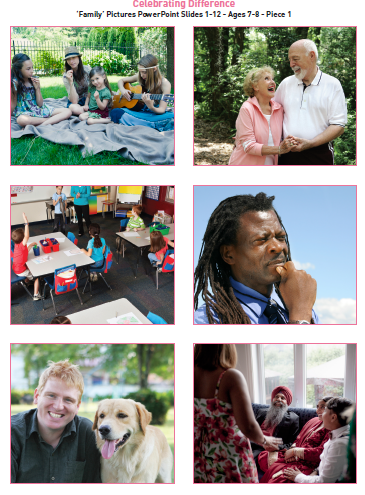 Celebrating Difference
'Family' Pictures PowerPoint Slides 1-12 - Ages 7-8 - Piece 1